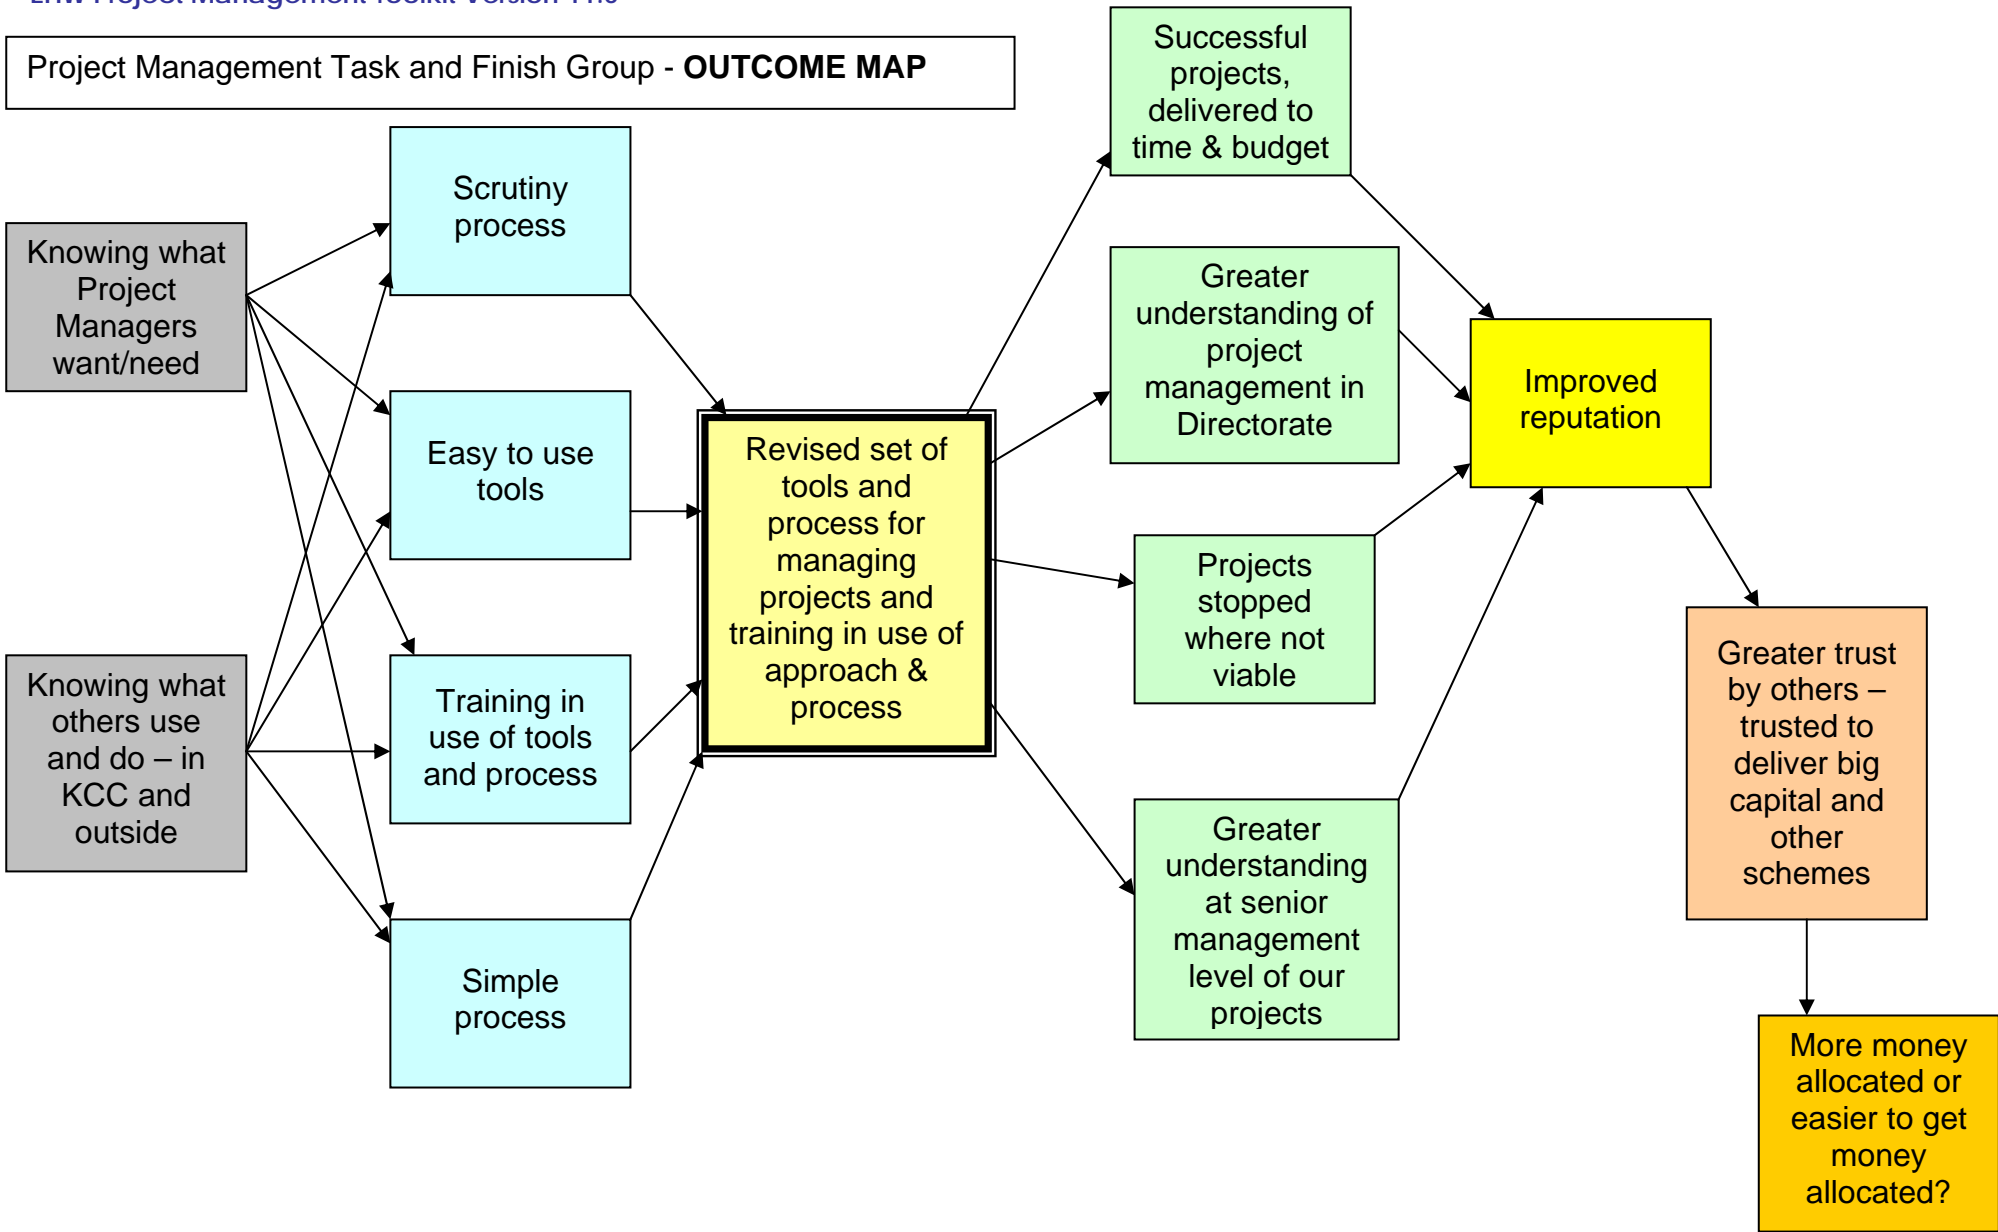 Project Management Toolkit Version
Project Management Task and Finish Group - OUTCOME MAP
Knowing what
Project
Managers
want/need
Knowing what
others use
and do – in
KCC and
outside
Scrutiny
process
Easy to use
tools
Training in
use of tools
and process
Simple
process
Revised set of
tools and
process for
managing
projects and
training in use of
approach &
process
Successful
projects,
delivered to
time & budget
Greater
understanding of
project
management in
Directorate
Projects
stopped
where not
viable
Greater
understanding
at senior
management
level of our
projects
Improved
reputation
Greater trust
by others –
trusted to
deliver big
capital and
other
schemes
More money
allocated or
easier to get
money
allocated?